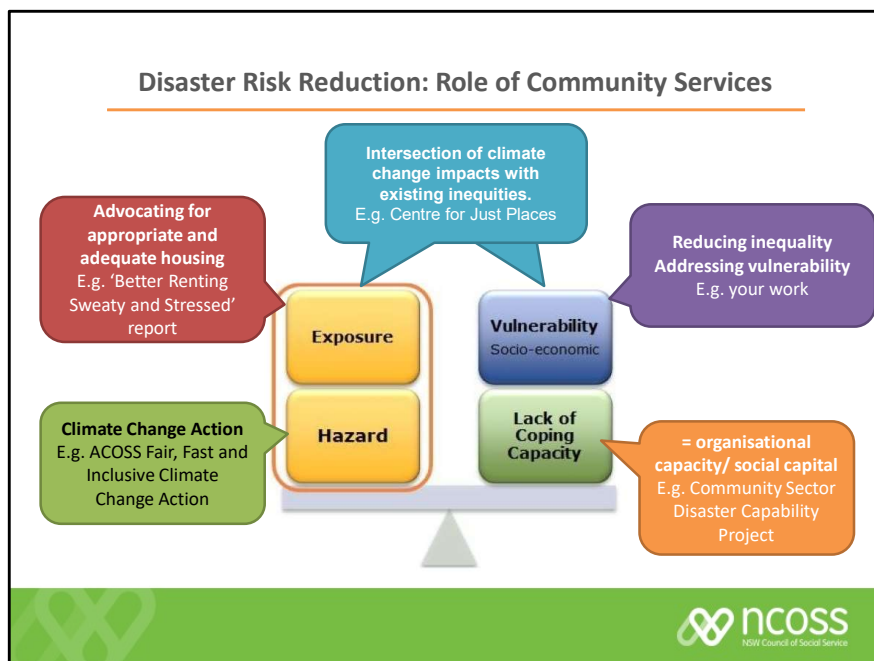 Disaster Risk Reduction: Role of Community Services
Intersection of climate
change impacts with
existing inequities.
E.g. Centre for Just Places
Advocating for
appropriate and
adequate housing
E.g. ‘Better Renting
Sweaty and Stressed’
report
Reducing inequality
Addressing vulnerability
E.g. your work
Exposure
Vulnerability
Socio-economic
Climate Change Action
E.g. ACOSS Fair, Fast and
Inclusive Climate
Change Action
Hazard
Lack of
Coping
Capacity
= organisational
capacity/ social capital
E.g. Community Sector
Disaster Capability
Project
ncoss
NSW Council of Social Service